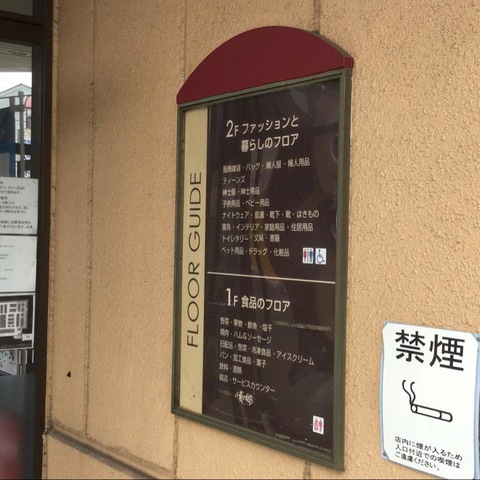 FLOOR GUIDE
2F ファッションと
暮らしのフロア
服飾雑貨・バッグ・婦人服・婦人用品
ティーンズ
紳士服・紳士用品
子供用品・ベビー用品
ナイトウェア・肌着・靴下・靴・はきもの
寝具・インテリア・家庭用品・住居用品
トイレタリー・文具・書籍
ペット用品・ドラッグ・化粧品
1F 食品のフロア
野菜・果物・鮮魚・塩干
精肉・ハム&ソーセージ
日配品・惣菜・冷凍食品・アイスクリーム
パン・加工食品・菓子
飲料・酒類
銘店・サービスカウンター
禁煙
店内に煙が入るため
入口付近での喫煙は
ご遠慮ください。